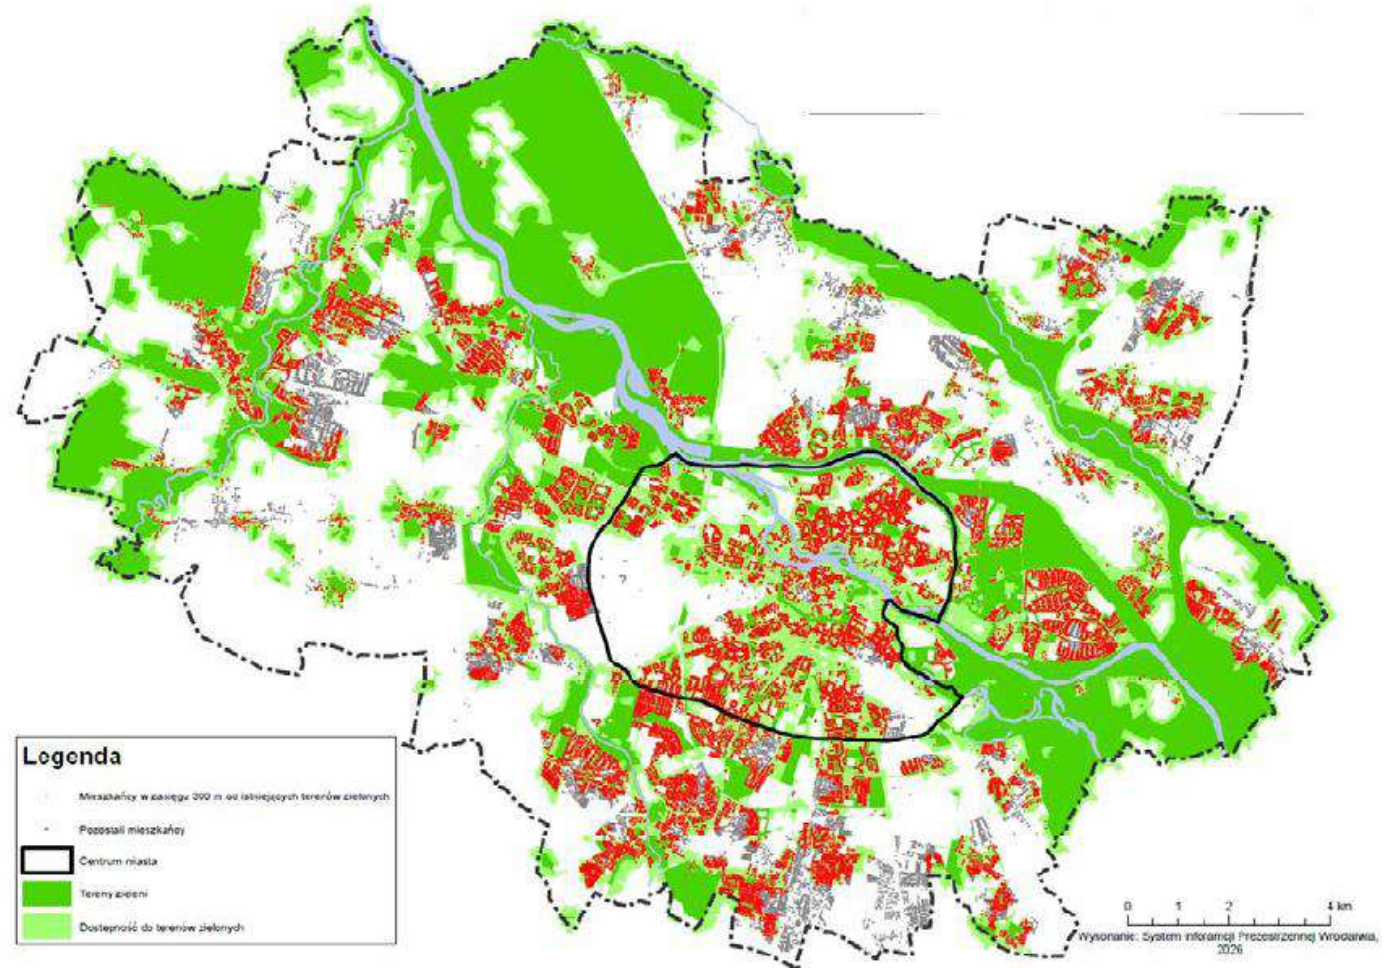 Legenda
Mieszkańcy w zasięgu 300 m od istniejących terenów zielonych
Pozostali mieszkańcy
Centrum miasta
Tereny zieleni
Dostępność do terenów zielonych
0 1 2 4 km
Wykonanie: System Informacji Przestrzennej Wrocławia,
2026